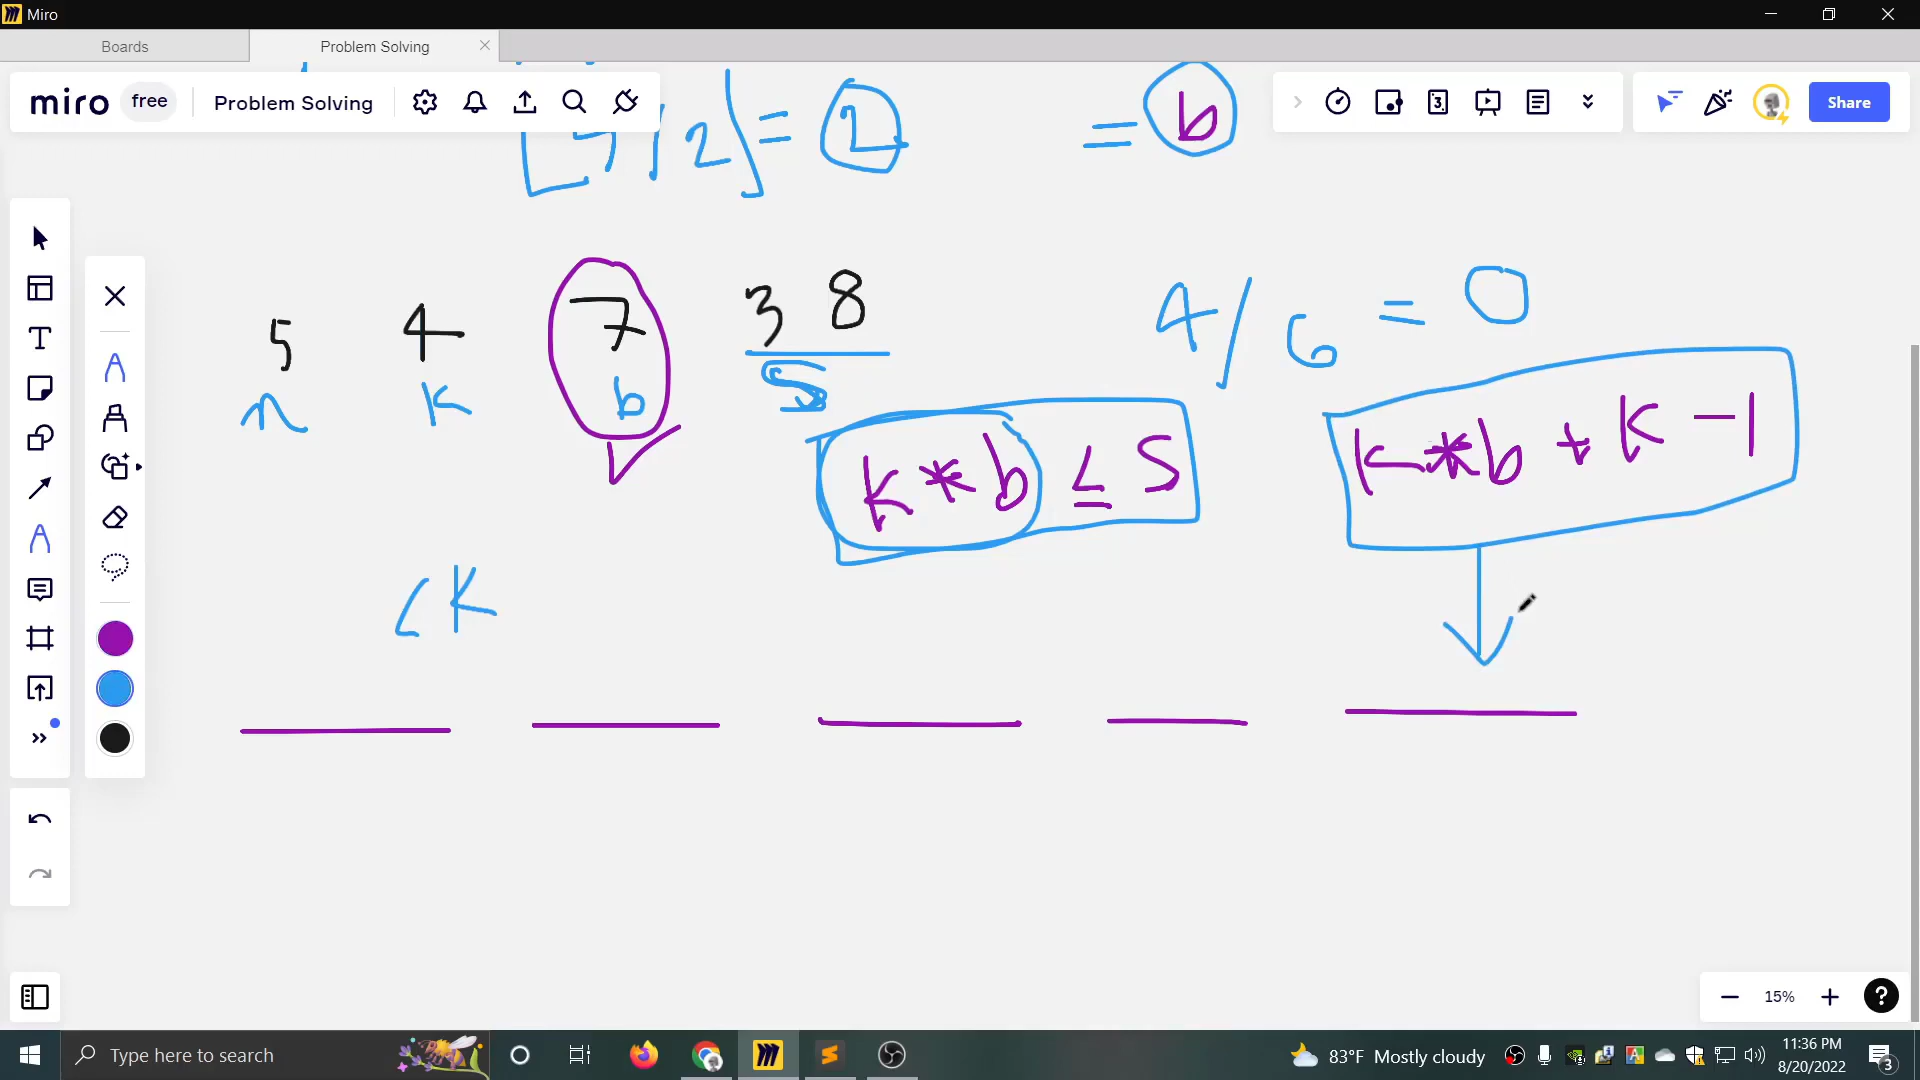 Miro
Boards
Problem Solving
miro free Problem Solving
Share
2 = 2
= b
5 4 7 3 8
n k b S
4 / 6 = 0
k * b ≤ S
k * b + k - 1
< k
15%
Type here to search
83°F Mostly cloudy
11:36 PM
8/20/2022
3